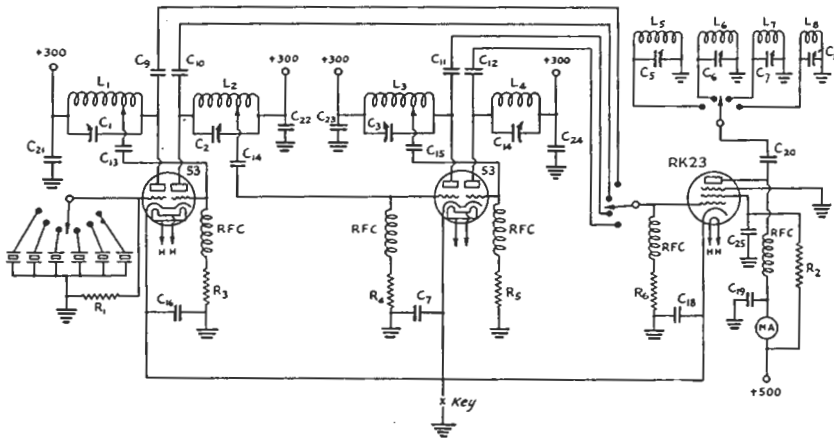 L5 L6 L7 L8
+300 C9 C10 +300 +300 C11 C12 +300
L1 L2 L3 L4
C5 C6 C7
C1 C2 C22 C23 C3 C14 C24
C21 C13 C14 C15 C20
53 53 RK23
H H H H
RFC RFC RFC RFC C25 RFC R2
R1 C16 R3 R4 C7 R5 R6 C18 C19
MA
Key +500